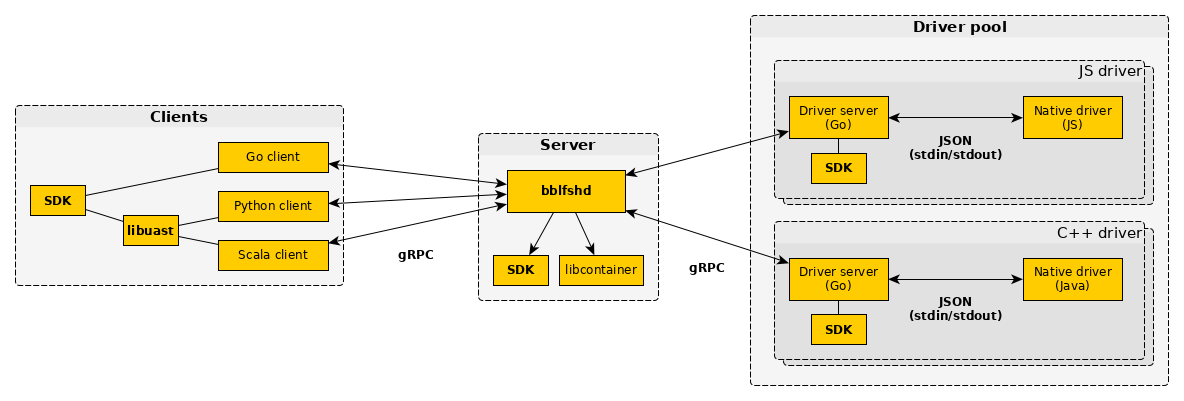 Clients
SDK
libuast
Go client
Python client
Scala client
gRPC
Server
bblfshd
SDK
libcontainer
gRPC
Driver pool
JS driver
Driver server
(Go)
SDK
JSON
(stdin/stdout)
Native driver
(JS)
C++ driver
Driver server
(Go)
SDK
JSON
(stdin/stdout)
Native driver
(Java)